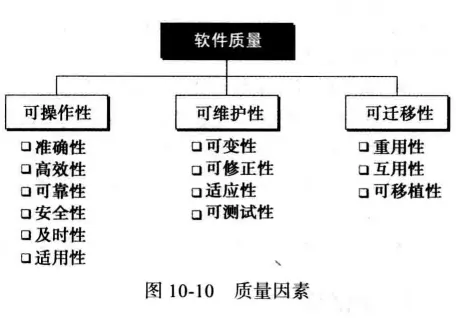 软件质量
可操作性
准确性
高效性
可靠性
安全性
及时性
适用性
可维护性
可变性
可修正性
适应性
可测试性
可迁移性
重用性
互用性
可移植性
图 10-10 质量因素